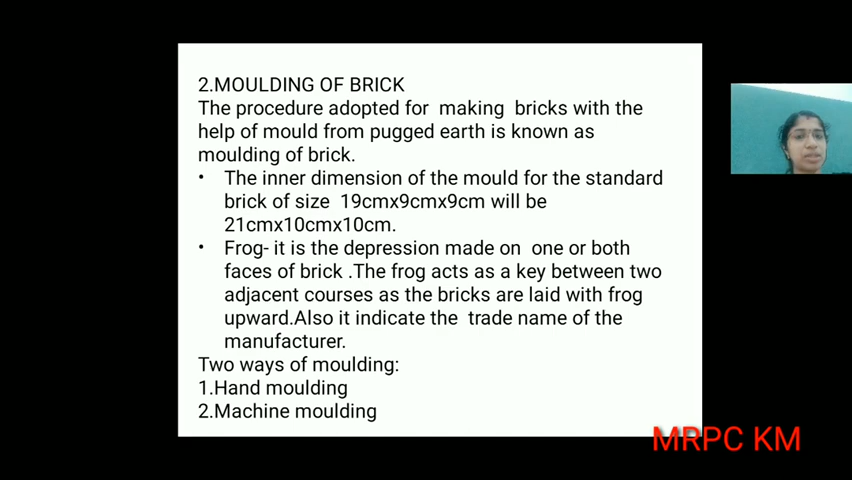 2.MOULDING OF BRICK
The procedure adopted for making bricks with the
help of mould from pugged earth is known as
moulding of brick.
• The inner dimension of the mould for the standard
brick of size 19cmx9cmx9cm will be
21cmx10cmx10cm.
• Frog- it is the depression made on one or both
faces of brick .The frog acts as a key between two
adjacent courses as the bricks are laid with frog
upward.Also it indicate the trade name of the
manufacturer.
Two ways of moulding:
1.Hand moulding
2.Machine moulding
MRPC KM